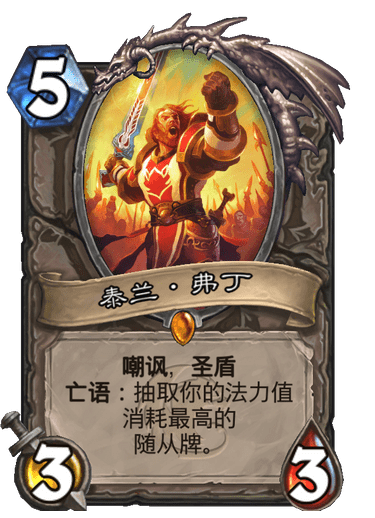 5
泰兰·弗丁
嘲讽，圣盾
亡语：抽取你的法力值
消耗最高的
随从牌。
3
3